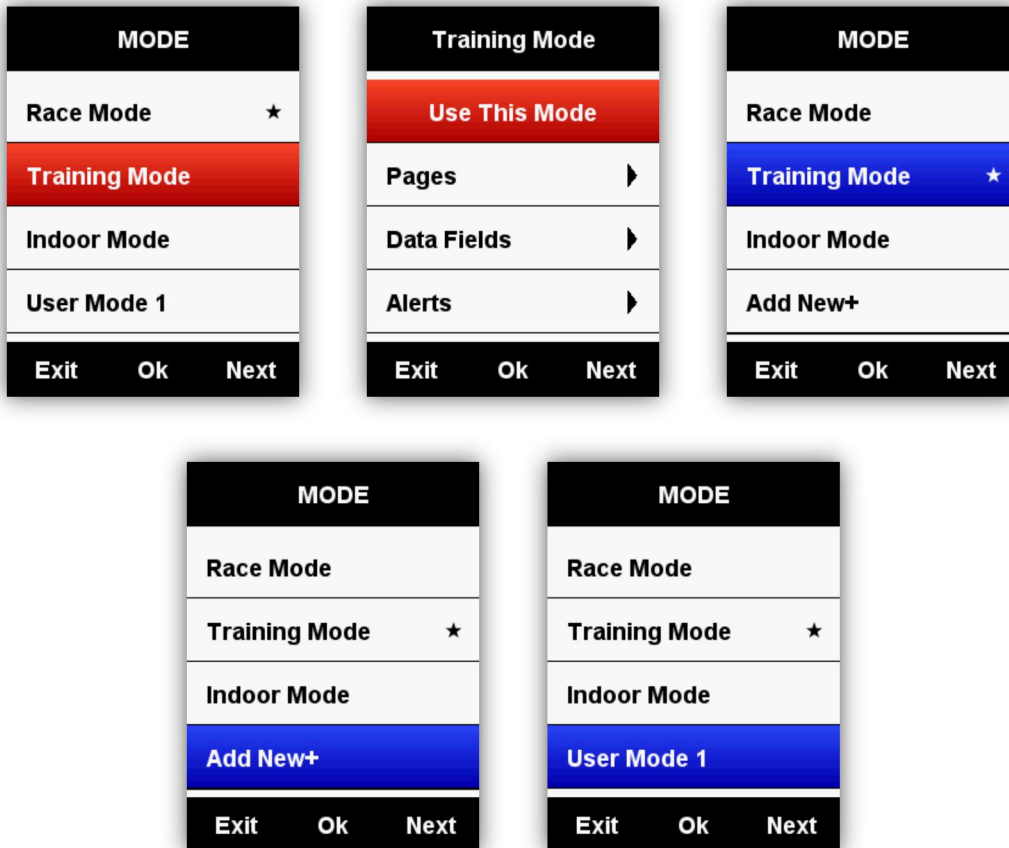 MODE
Race Mode ★
Training Mode
Indoor Mode
User Mode 1
Exit Ok Next
Training Mode
Use This Mode
Pages
Data Fields
Alerts
Exit Ok Next
MODE
Race Mode
Training Mode ★
Indoor Mode
Add New+
Exit Ok Next
MODE
Race Mode
Training Mode ★
Indoor Mode
Add New+
Exit Ok Next
MODE
Race Mode
Training Mode ★
Indoor Mode
User Mode 1
Exit Ok Next